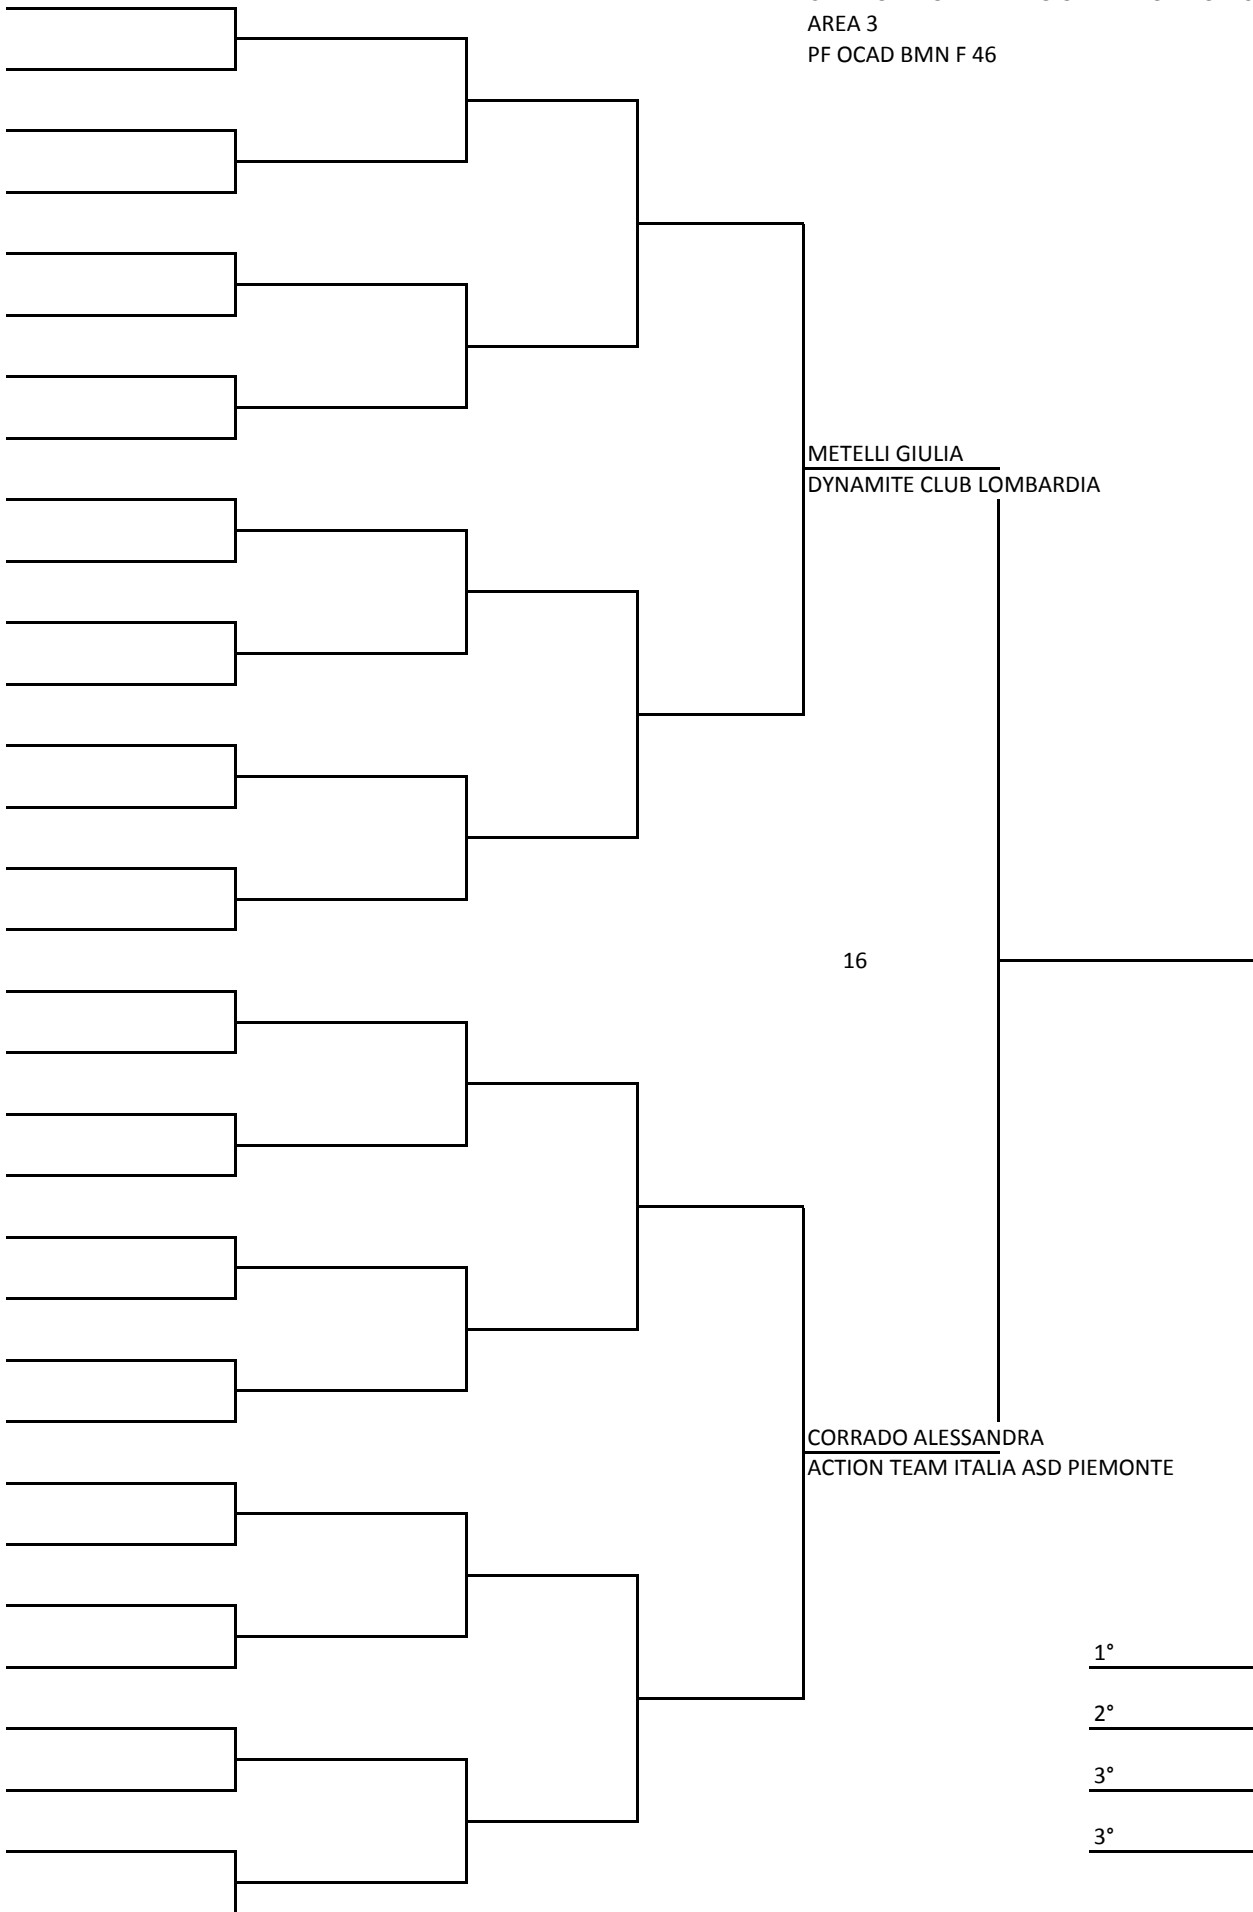 AREA 3
PF OCAD BMN F 46
METELLI GIULIA
DYNAMITE CLUB LOMBARDIA
16
CORRADO ALESSANDRA
ACTION TEAM ITALIA ASD PIEMONTE
1°
2°
3°
3°